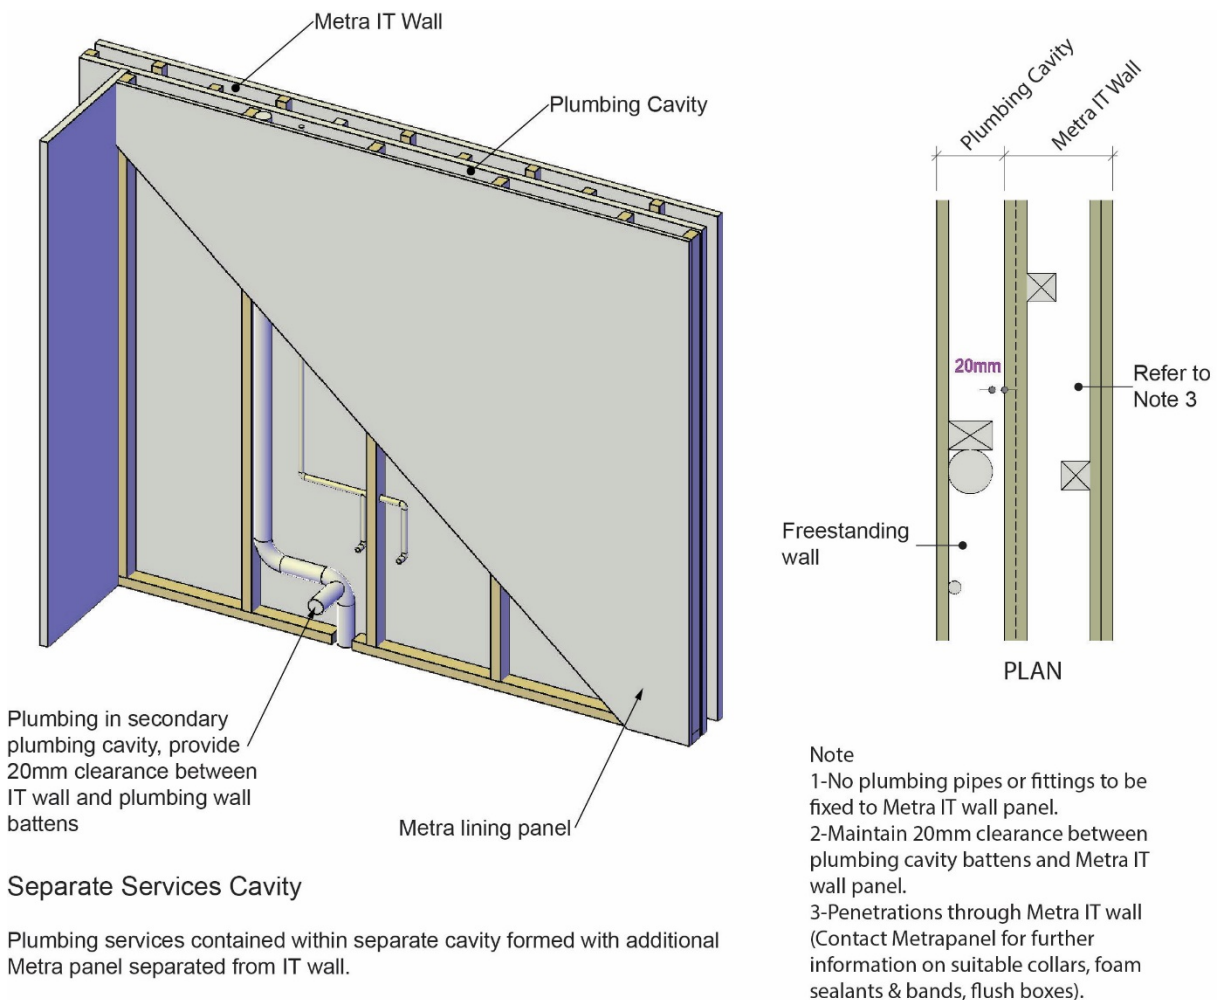 Metra IT Wall
Plumbing Cavity
Plumbing Cavity
Metra IT Wall
20mm
Refer to
Note 3
Freestanding
wall
PLAN
Plumbing in secondary
plumbing cavity, provide
20mm clearance between
IT wall and plumbing wall
battens
Metra lining panel
Separate Services Cavity
Plumbing services contained within separate cavity formed with additional
Metra panel separated from IT wall.
Note
1-No plumbing pipes or fittings to be
fixed to Metra IT wall panel.
2-Maintain 20mm clearance between
plumbing cavity battens and Metra IT
wall panel.
3-Penetrations through Metra IT wall
(Contact Metrapanel for further
information on suitable collars, foam
sealants & bands, flush boxes).